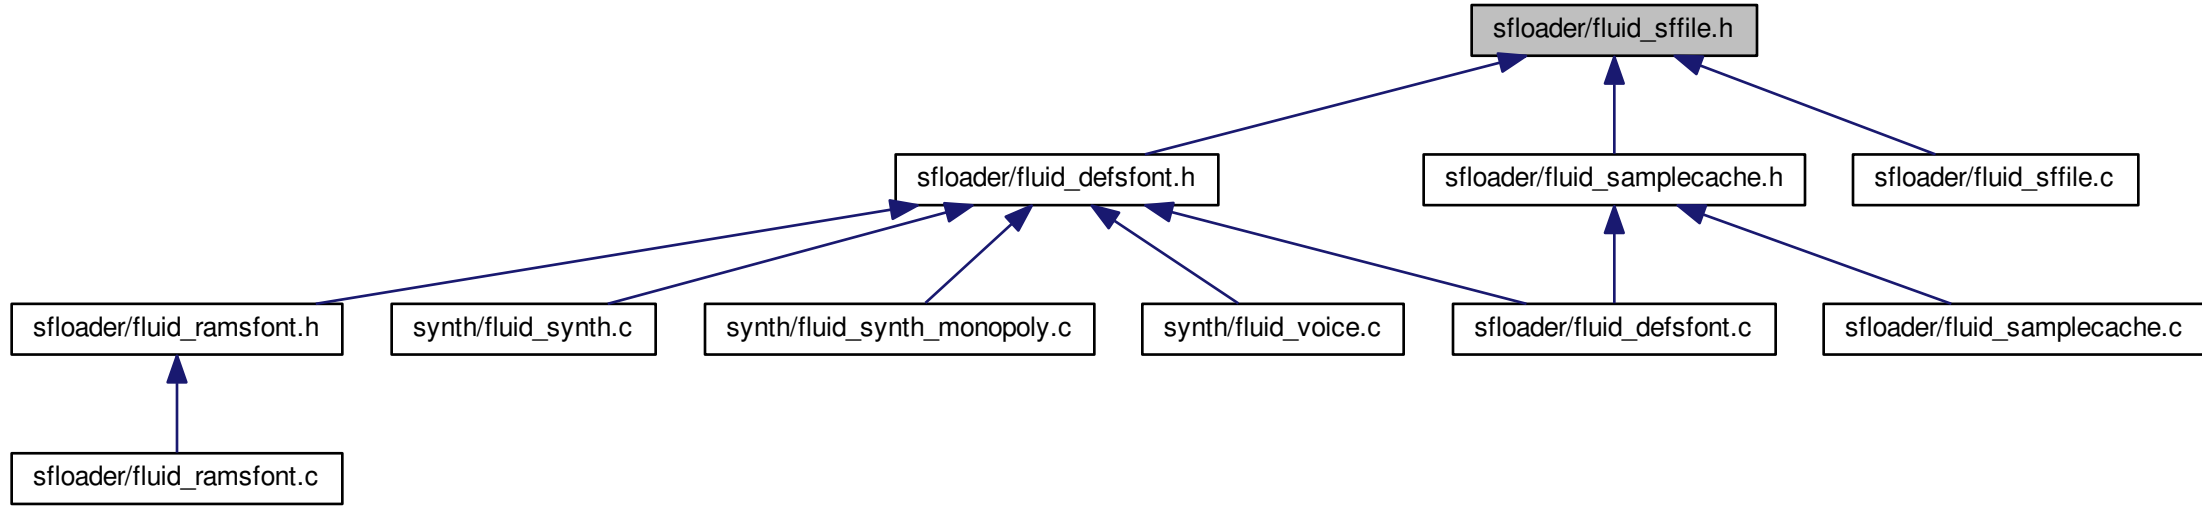 sfloader/fluid_sffile.h
sfloader/fluid_defsfont.h
sfloader/fluid_samplecache.h
sfloader/fluid_sffile.c
sfloader/fluid_ramsfont.h
synth/fluid_synth.c
synth/fluid_synth_monopoly.c
synth/fluid_voice.c
sfloader/fluid_defsfont.c
sfloader/fluid_samplecache.c
sfloader/fluid_ramsfont.c